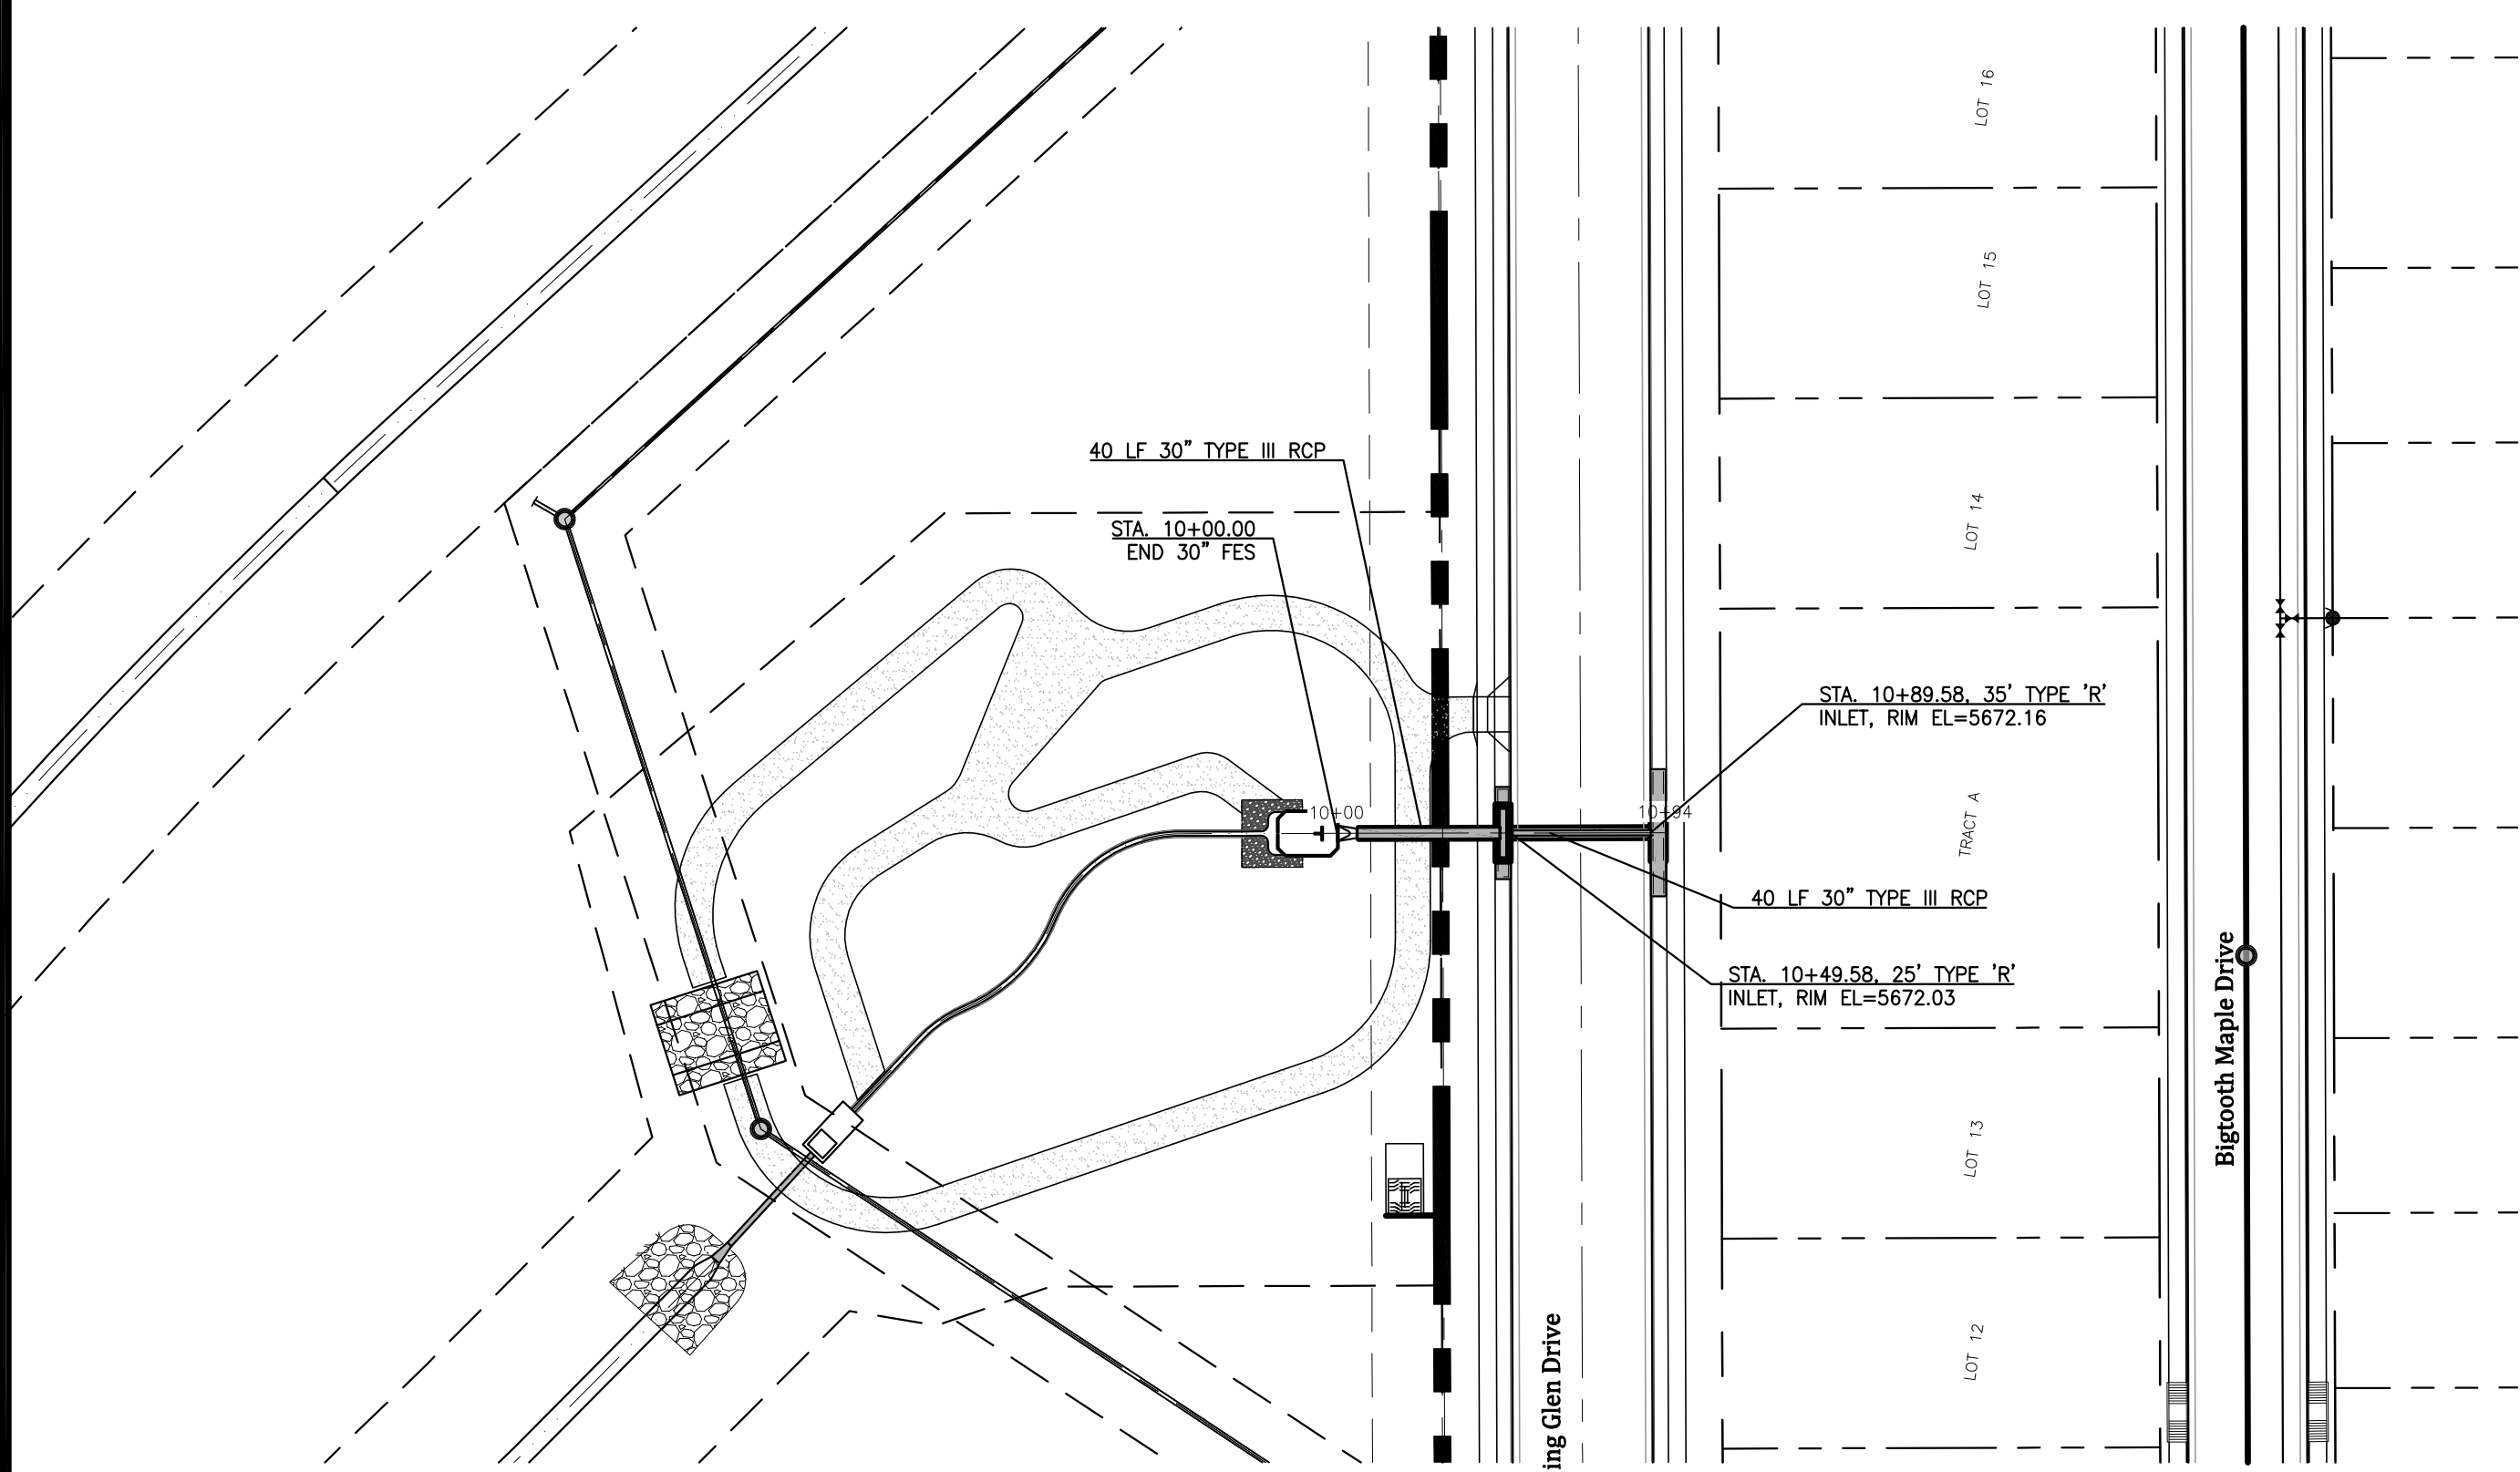 LOT 16
LOT 15
40 LF 30” TYPE III RCP
STA. 10+00.00
END 30” FES
LOT 14
STA. 10+89.58, 35’ TYPE ’R’
INLET, RIM EL=5672.16
10+00
10+94
TRACT A
40 LF 30” TYPE III RCP
STA. 10+49.58, 25’ TYPE ’R’
INLET, RIM EL=5672.03
Bigtooth Maple Drive
LOT 13
ing Glen Drive
LOT 12